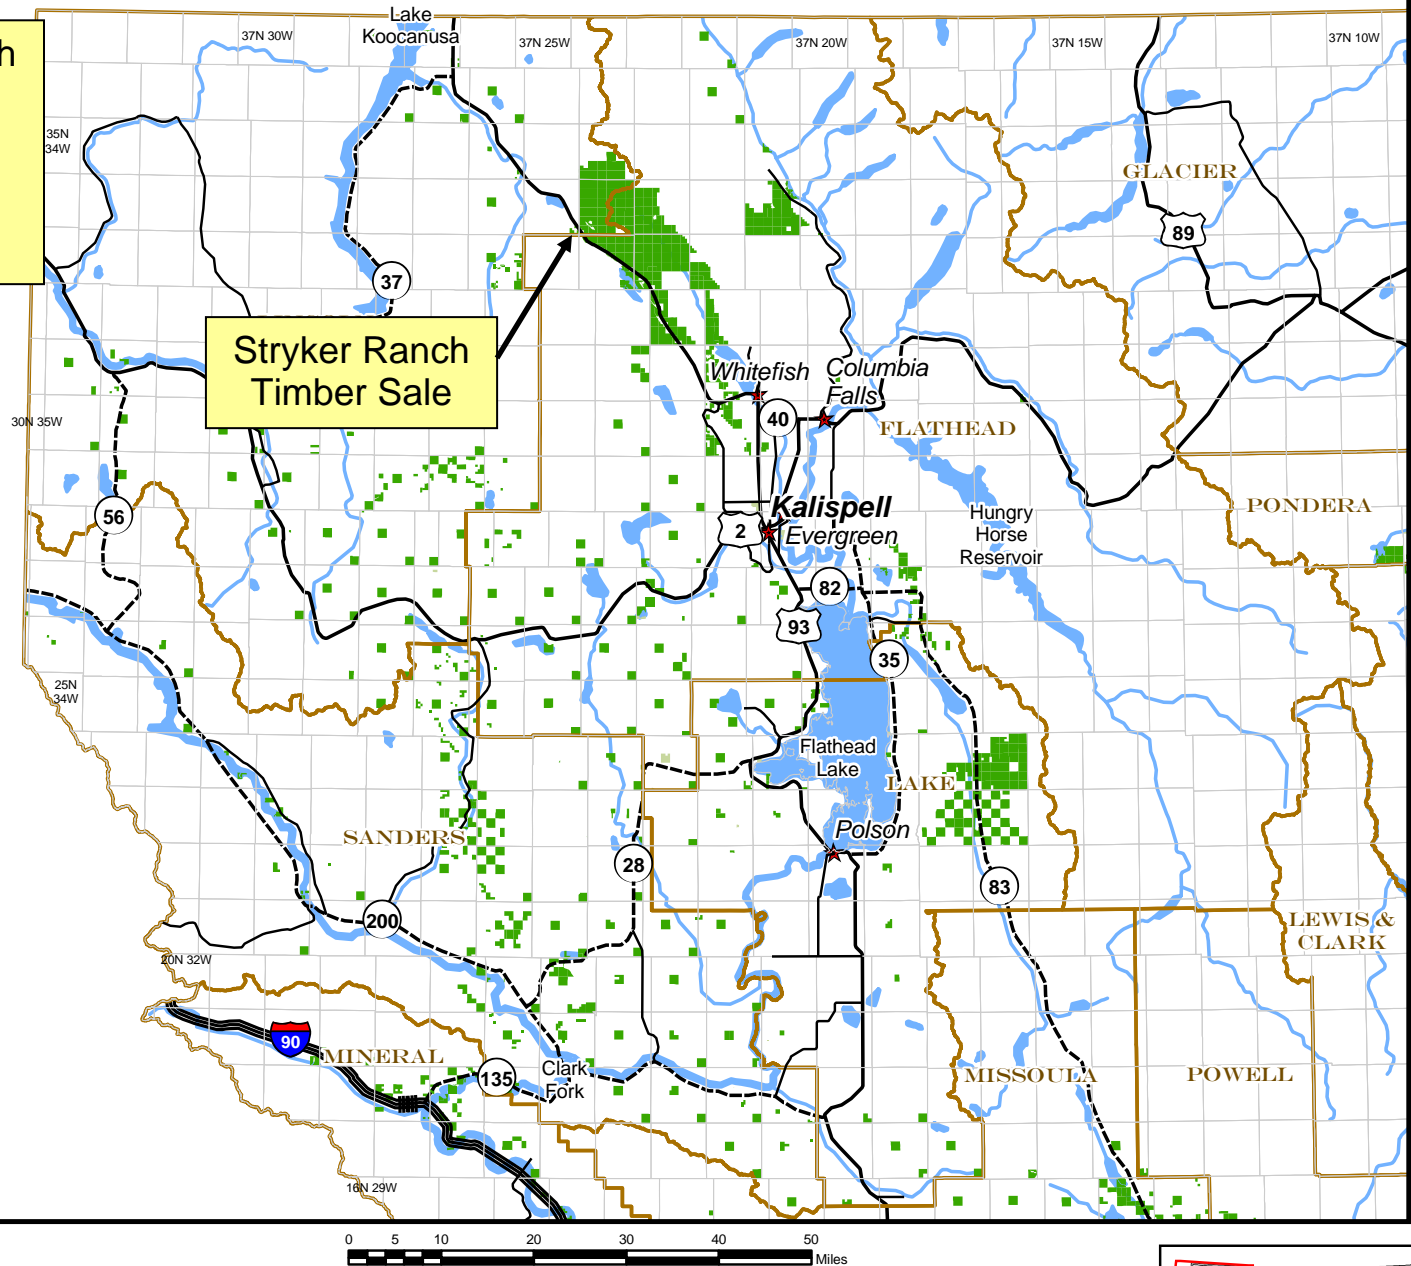 Lake
Koocanusa
37N 30W
37N 25W
37N 20W
37N 15W
37N 10W
h
35N
34W
GLACIER
89
37
Stryker Ranch
Timber Sale
Whitefish
Columbia
Falls
30N 35W
40
FLATHEAD
56
Kalispell
2
Evergreen
Hungry
Horse
Reservoir
PONDERA
82
93
35
25N
34W
Flathead
Lake
LAKE
SANDERS
Polson
28
83
200
LEWIS &
CLARK
20N 32W
90
MINERAL
135
Clark
Fork
MISSOULA
POWELL
16N 29W
0 5 10 20 30 40 50
Miles